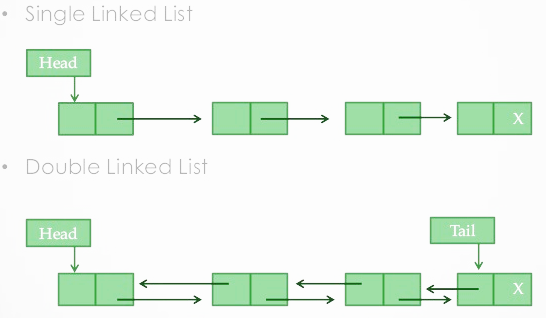 • Single Linked List
Head
X
• Double Linked List
Head
Tail
X